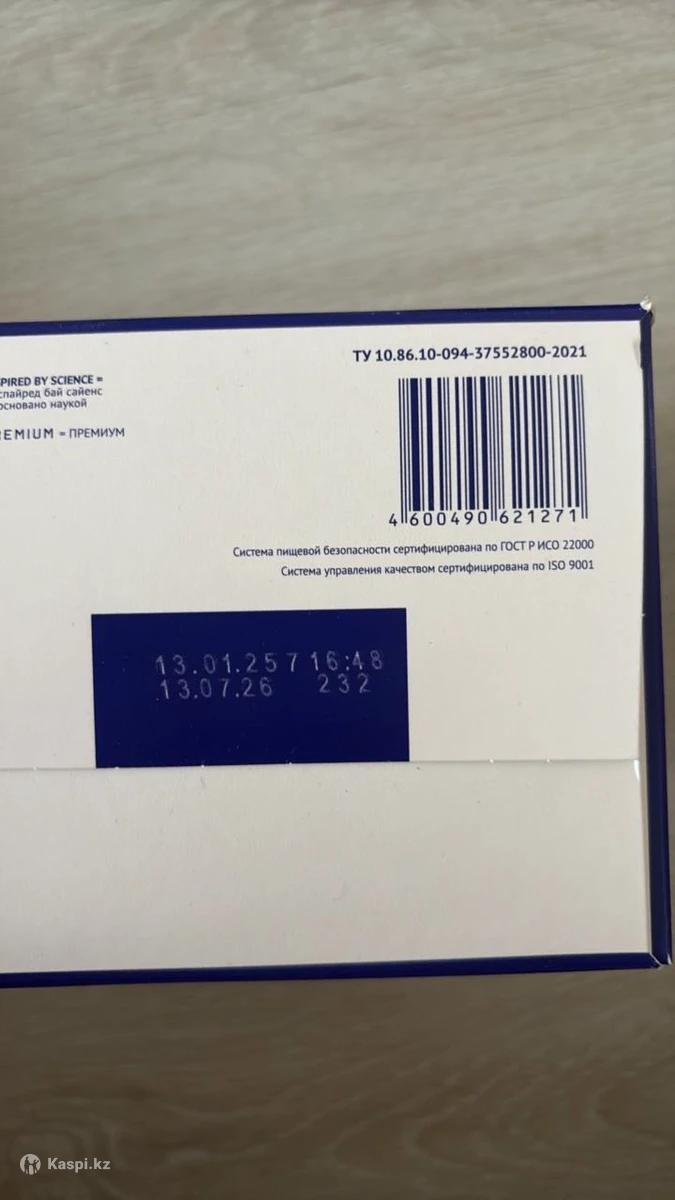 ТУ 10.86.10-094-37552800-2021
PIRED BY SCIENCE =
спайред бай сайенс
основано наукой
EMIUM = ПРЕМИУМ
4 600490 621271
Система пищевой безопасности сертифицирована по ГОСТ Р ИСО 22000
Система управления качеством сертифицирована по ISO 9001
13.01.25 7 16:48
13.07.26 232
Kaspi.kz